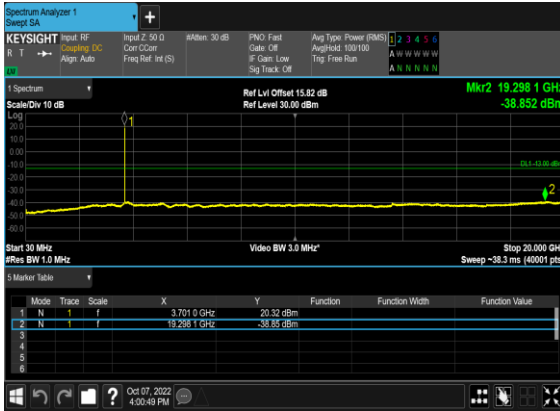 Spectrum Analyzer 1
Swept SA
+
KEYSIGHT
R T
Input: RF
Coupling: DC
Align: Auto
Input Z: 50 Ω
Corr CCorr
Freq Ref: Int (S)
#Atten: 30 dB
PNO: Fast
Gate: Off
IF Gain: Low
Sig Track: Off
Avg Type: Power (RMS)
Avg|Hold: 100/100
Trig: Free Run
1 2 3 4 5 6
A W W W W W
A N N N N N
1 Spectrum
Scale/Div 10 dB
Ref Lvl Offset 15.82 dB
Ref Level 30.00 dBm
Mkr2 19.298 1 GHz
-38.852 dBm
Log
20.0
10.0
0.00
-10.0
-20.0
-30.0
-40.0
-50.0
-60.0
1
DL1 -13.00 dBm
2
Start 30 MHz
#Res BW 1.0 MHz
Video BW 3.0 MHz*
Stop 20.000 GHz
Sweep ~38.3 ms (40001 pts)
5 Marker Table
Mode Trace Scale X Y Function Function Width Function Value
1 N 1 f 3.701 0 GHz 20.32 dBm
2 N 1 f 19.298 1 GHz -38.85 dBm
3
4
5
6
?
Oct 07, 2022
4:00:49 PM